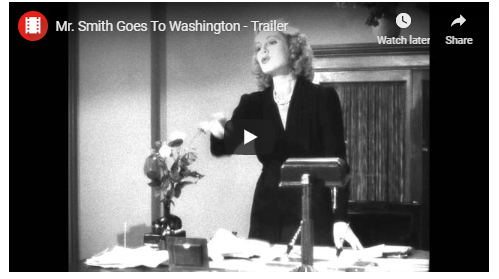 Mr. Smith Goes To Washington - Trailer
Watch later
Share